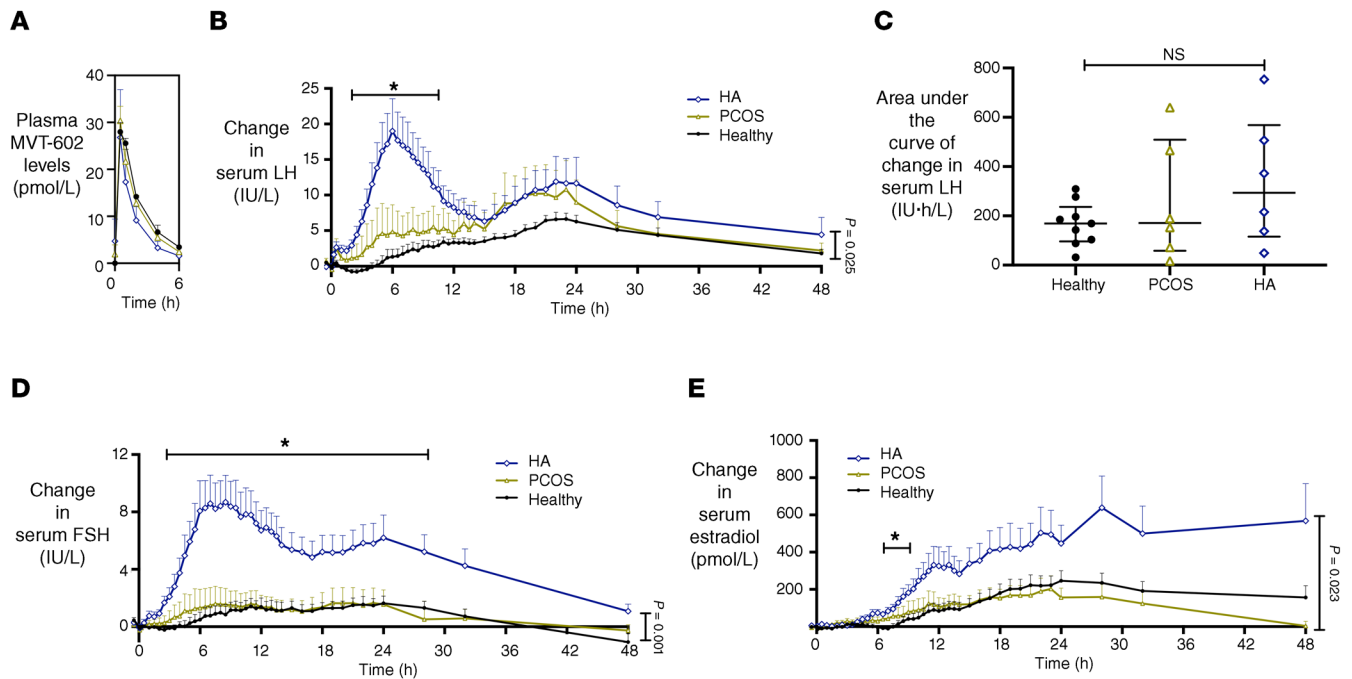 A
Plasma
MVT-602
levels
(pmol/L)
40
30
20
10
0
0
6
Time (h)
B
Change
in
serum LH
(IU/L)
25
20
15
10
5
0
*
HA
PCOS
Healthy
P = 0.025
0 6 12 18 24 30 36 42 48
Time (h)
C
Area under
the
curve of
change in
serum LH
(IU·h/L)
800
600
400
200
0
NS
Healthy PCOS HA
D
Change
in
serum FSH
(IU/L)
12
8
4
0
*
HA
PCOS
Healthy
P = 0.001
0 6 12 18 24 30 36 42 48
Time (h)
E
Change
in
serum
estradiol
(pmol/L)
1000
800
600
400
200
*
HA
PCOS
Healthy
P = 0.023
0 6 12 18 24 30 36 42 48
Time (h)